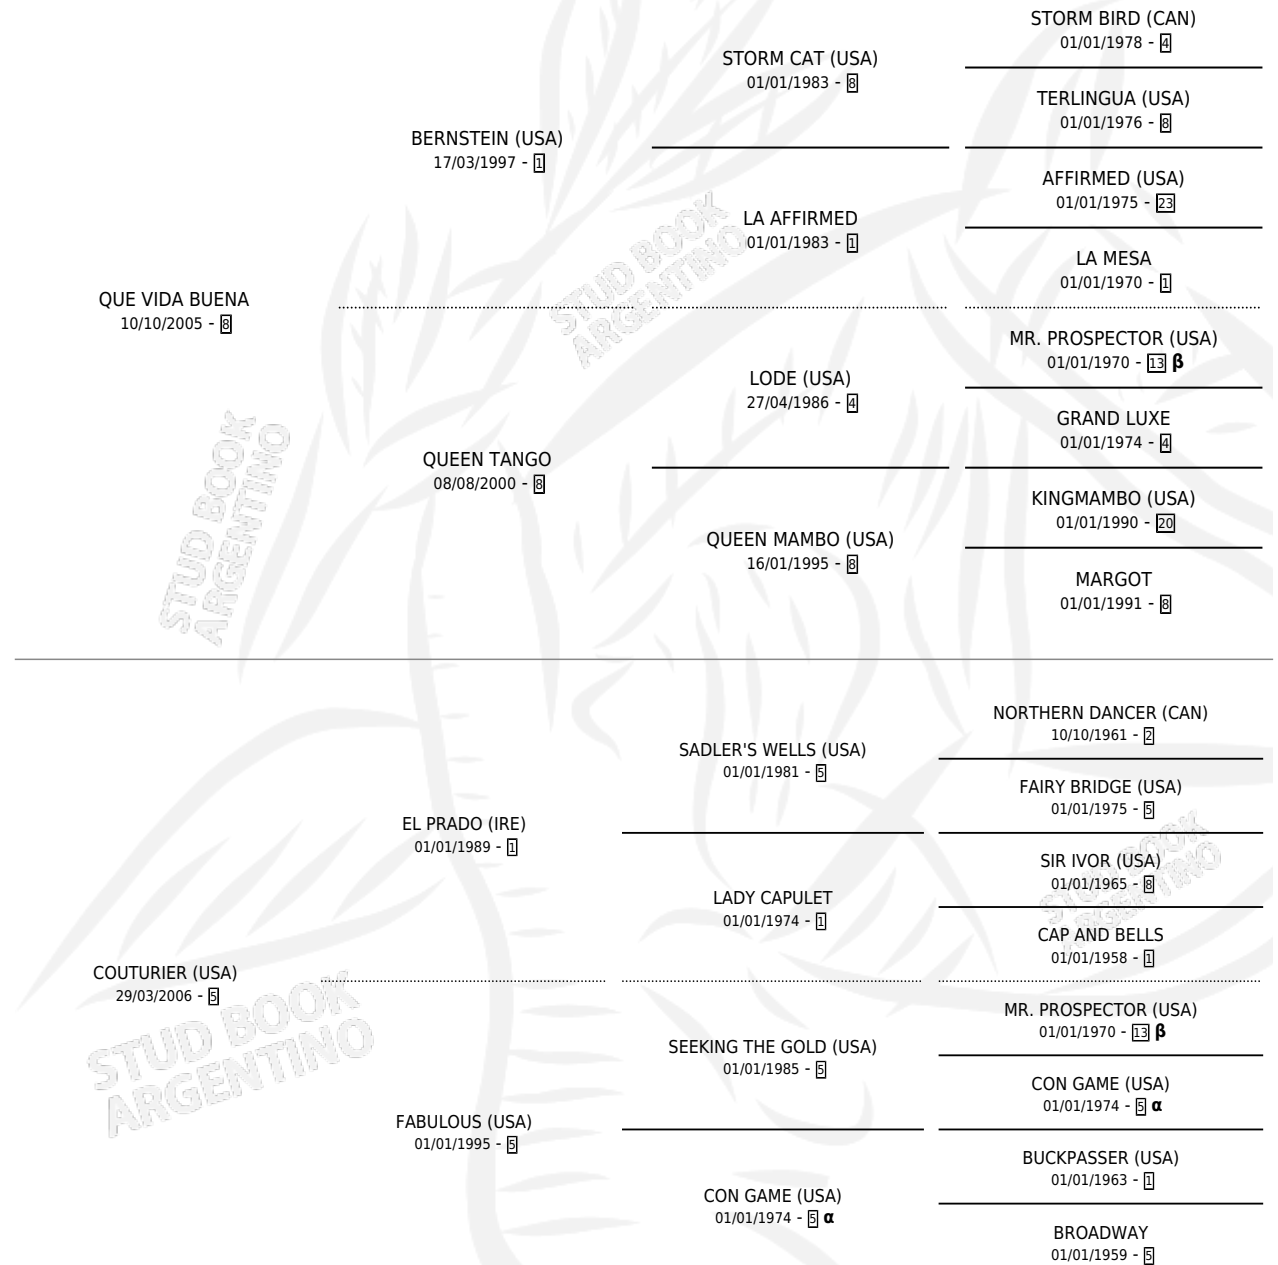 STORM BIRD (CAN)
01/01/1978 - 4
STORM CAT (USA)
01/01/1983 - 8
TERLINGUA (USA)
01/01/1976 - 8
BERNSTEIN (USA)
17/03/1997 - 1
AFFIRMED (USA)
01/01/1975 - 23
LA AFFIRMED
01/01/1983 - 1
LA MESA
01/01/1970 - 1
QUE VIDA BUENA
10/10/2005 - 8
MR. PROSPECTOR (USA)
01/01/1970 - 13 β
LODE (USA)
27/04/1986 - 4
GRAND LUXE
01/01/1974 - 4
QUEEN TANGO
08/08/2000 - 8
KINGMAMBO (USA)
01/01/1990 - 20
QUEEN MAMBO (USA)
16/01/1995 - 8
MARGOT
01/01/1991 - 8
NORTHERN DANCER (CAN)
10/10/1961 - 2
SADLER'S WELLS (USA)
01/01/1981 - 5
FAIRY BRIDGE (USA)
01/01/1975 - 5
EL PRADO (IRE)
01/01/1989 - 1
SIR IVOR (USA)
01/01/1965 - 8
LADY CAPULET
01/01/1974 - 1
CAP AND BELLS
01/01/1958 - 1
COUTURIER (USA)
29/03/2006 - 5
MR. PROSPECTOR (USA)
01/01/1970 - 13 β
SEEKING THE GOLD (USA)
01/01/1985 - 5
CON GAME (USA)
01/01/1974 - 5 α
FABULOUS (USA)
01/01/1995 - 5
BUCKPASSER (USA)
01/01/1963 - 1
CON GAME (USA)
01/01/1974 - 5 α
BROADWAY
01/01/1959 - 5
STUD BOOK
ARGENTINO
STUD BOOK
ARGENTINO
STUD BOOK
ARGENTINO
STUD BOOK
ARGENTINO